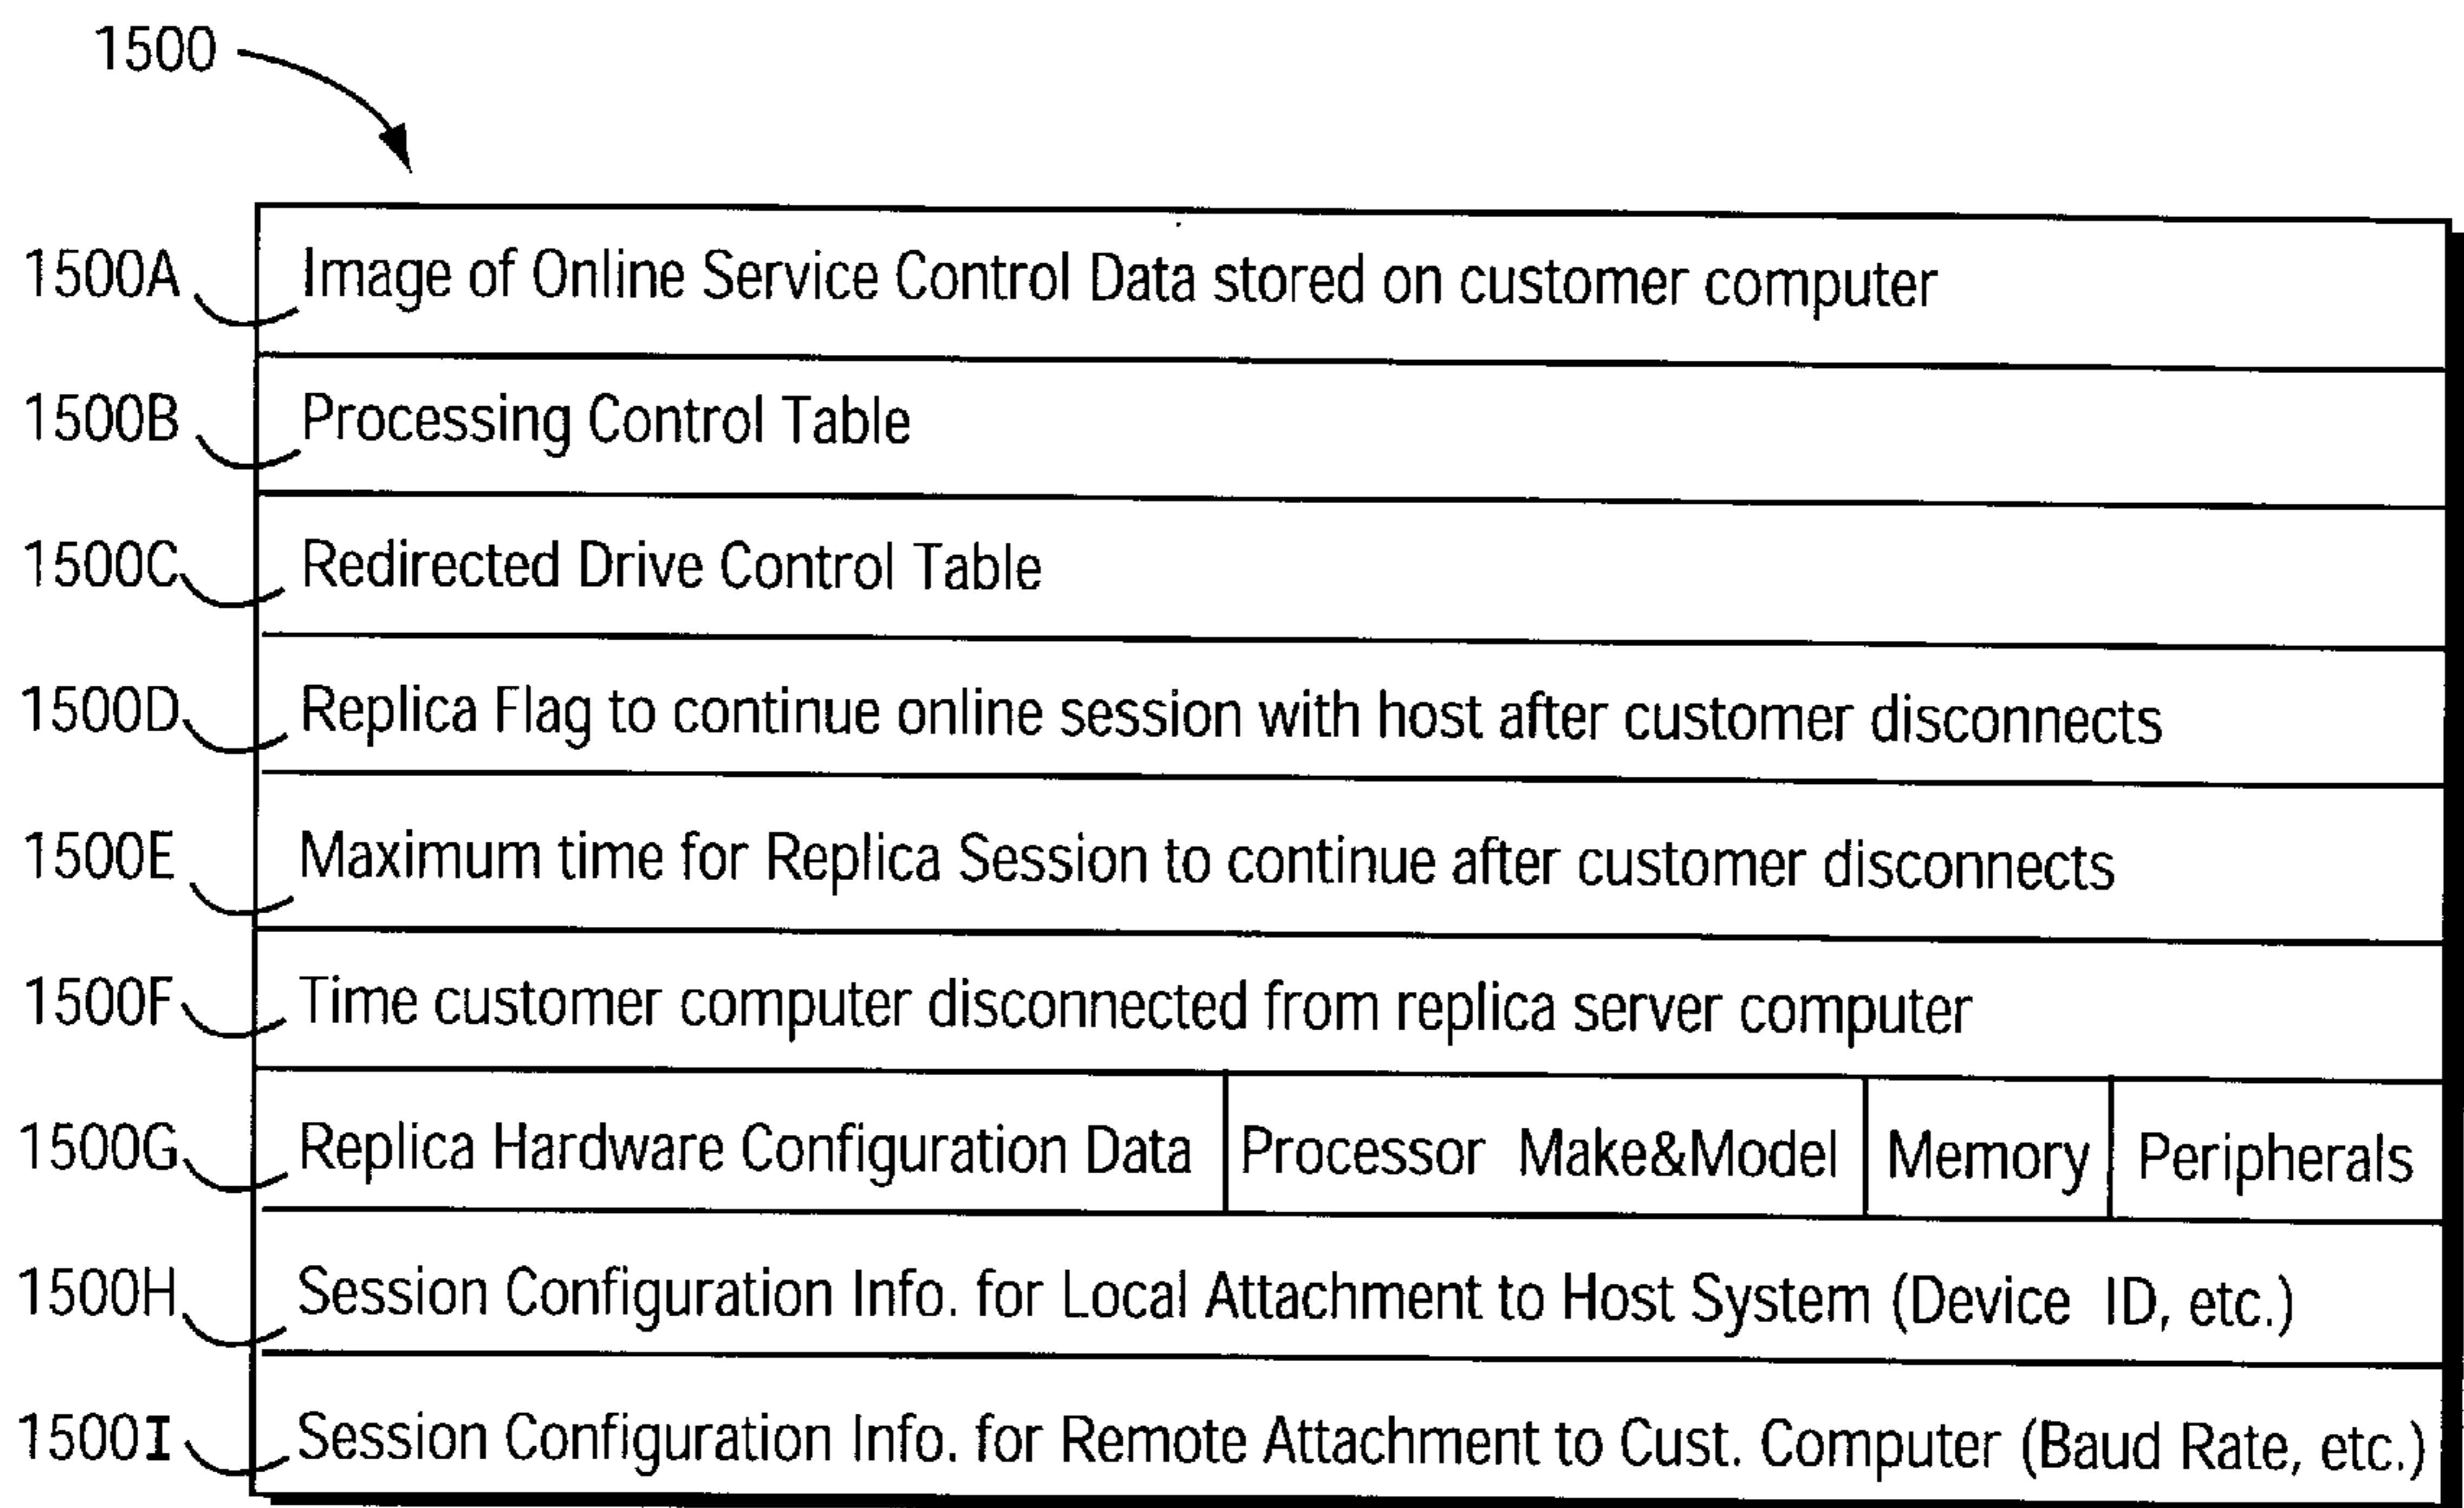 1500
1500A Image of Online Service Control Data stored on customer computer
1500B Processing Control Table
1500C Redirected Drive Control Table
1500D Replica Flag to continue online session with host after customer disconnects
1500E Maximum time for Replica Session to continue after customer disconnects
1500F Time customer computer disconnected from replica server computer
1500G Replica Hardware Configuration Data Processor Make&Model Memory Peripherals
1500H Session Configuration Info. for Local Attachment to Host System (Device ID, etc.)
1500I Session Configuration Info. for Remote Attachment to Cust. Computer (Baud Rate, etc.)